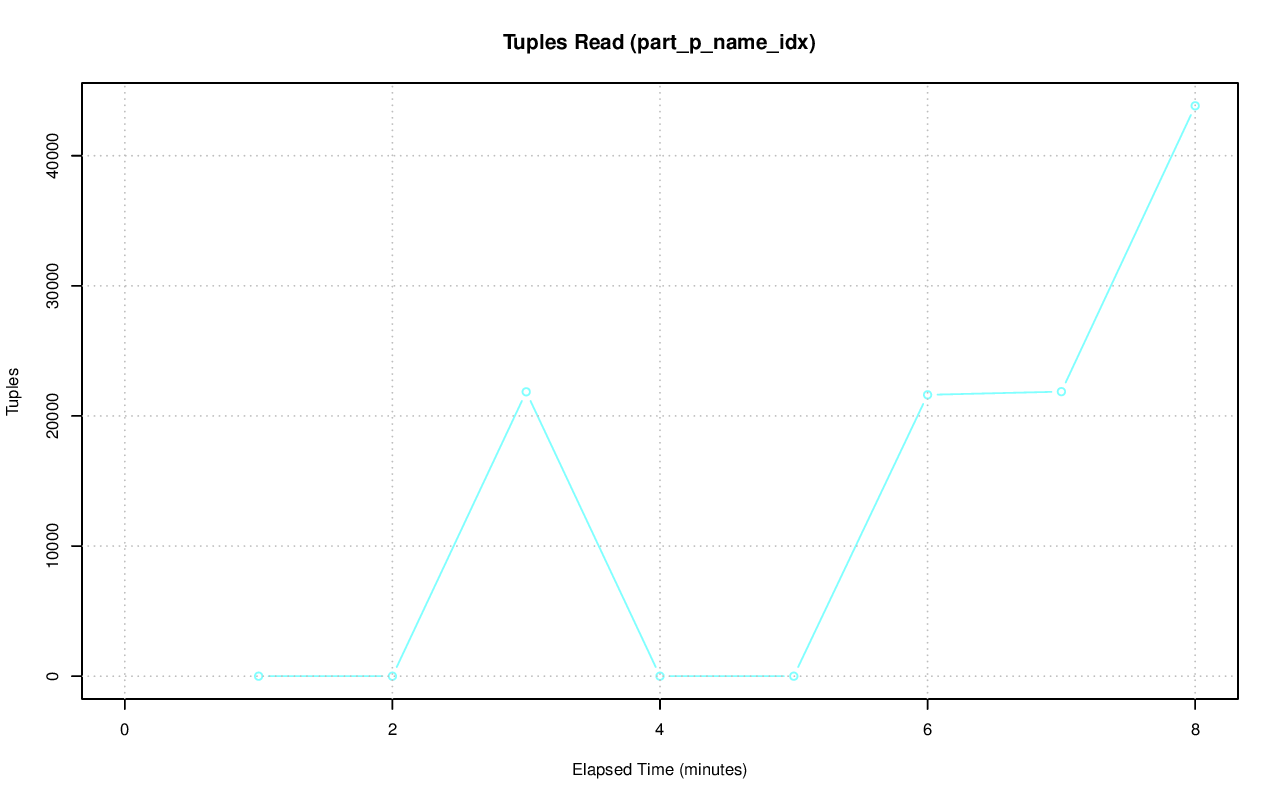 Tuples Read (part_p_name_idx)
Tuples
40000
30000
20000
10000
0
0 2 4 6 8
Elapsed Time (minutes)